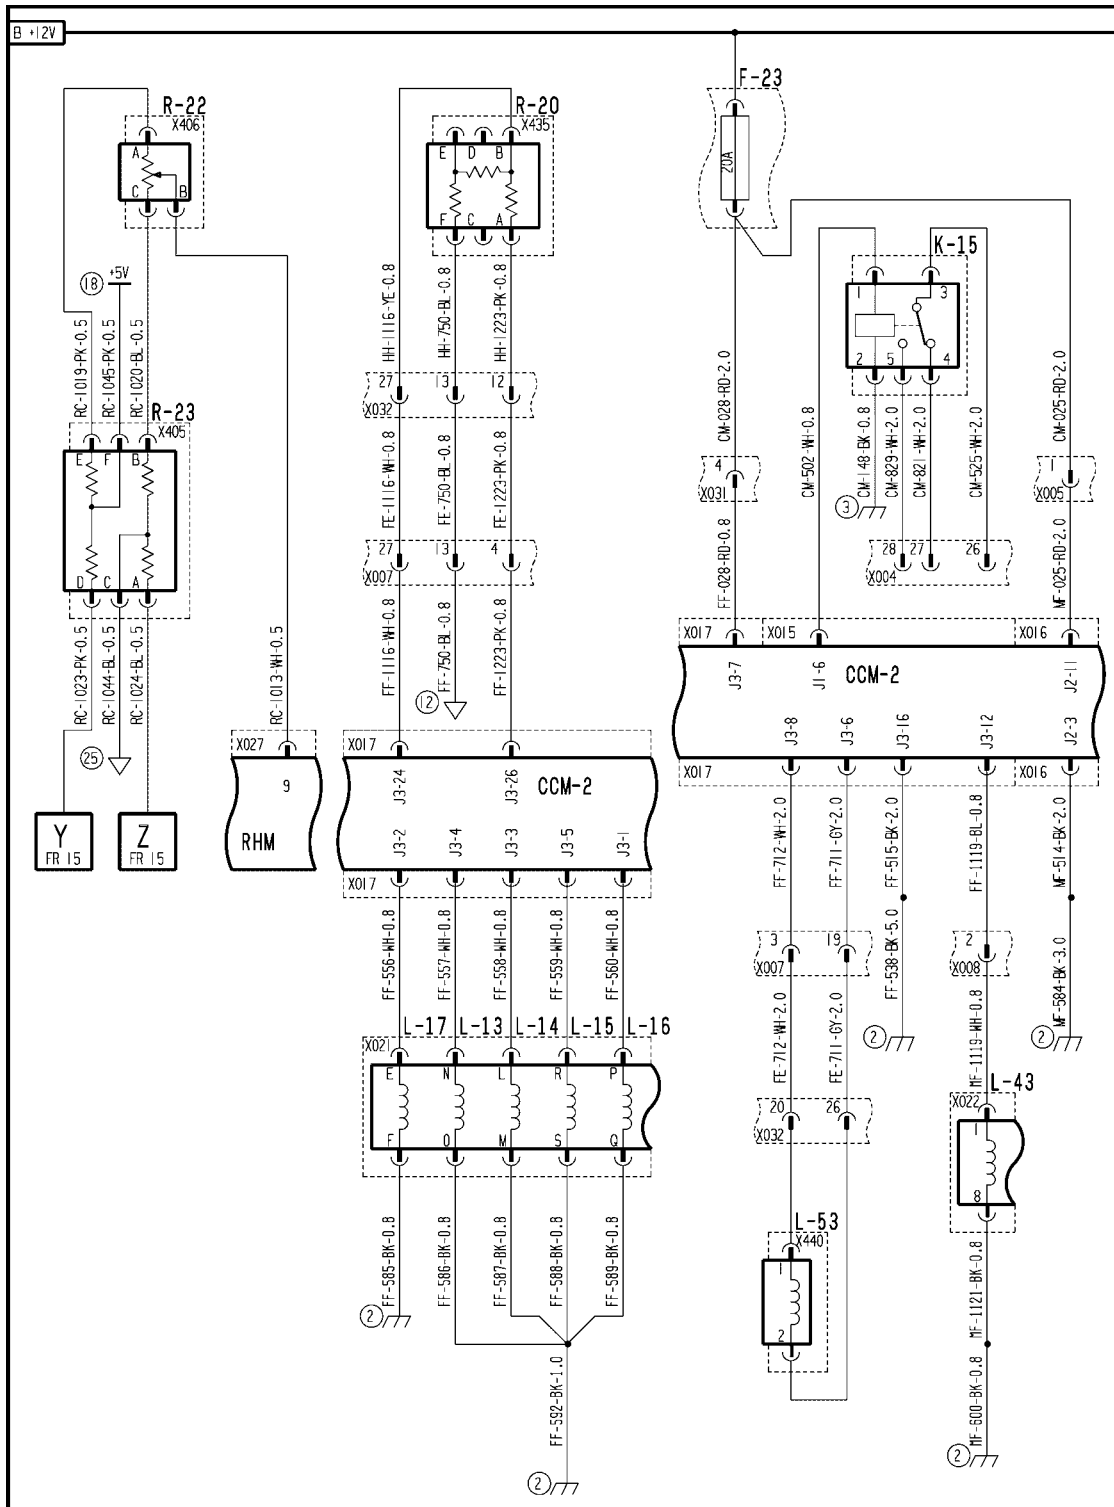 B +12V
F-23
20A
R-22
X406
A
C
B
R-20
X435
E D B
F C A
K-15
1
3
2
5
4
18
+5V
RC-1019-PK-0.5
RC-1045-PK-0.5
RC-1020-BL-0.5
HH-1116-YE-0.8
HH-750-BL-0.8
HH-1223-PK-0.8
CM-028-RD-2.0
CM-502-WH-0.8
CM-148-BK-0.8
CM-829-WH-2.0
CM-821-WH-2.0
CM-525-WH-2.0
CM-025-RD-2.0
27 13 12
X032
R-23
X405
E F B
D C A
4
X031
3
1
X005
FE-1116-WH-0.8
FE-750-BL-0.8
FE-1223-PK-0.8
27 13 4
X007
28 27 26
X004
FF-028-RD-0.8
MF-025-RD-2.0
RC-1023-PK-0.5
RC-1044-BL-0.5
RC-1024-BL-0.5
RC-1013-WH-0.5
FF-1116-WH-0.8
FF-750-BL-0.8
FF-1223-PK-0.8
12
25
X017 X015 X016
J3-7
J1-6
CCM-2
J2-11
J3-8
J3-6
J3-16
J3-12
J2-3
X017 X016
X027
9
RHM
X017
J3-24
J3-26
CCM-2
J3-2
J3-4
J3-3
J3-5
J3-1
X017
Y
FR 15
Z
FR 15
FF-712-WH-2.0
FF-711-GY-2.0
FF-515-BK-2.0
FF-1119-BL-0.8
MF-514-BK-2.0
FF-556-WH-0.8
FF-557-WH-0.8
FF-558-WH-0.8
FF-559-WH-0.8
FF-560-WH-0.8
3 19
X007
FF-538-BK-5.0
2
X008
MF-584-BK-3.0
L-17 L-13 L-14 L-15 L-16
X021
E N L R P
F O M S Q
FE-712-WH-2.0
FE-711-GY-2.0
2
MF-1119-WH-0.8
2
20 26
X032
L-43
X022
1
8
FF-585-BK-0.8
FF-586-BK-0.8
FF-587-BK-0.8
FF-588-BK-0.8
FF-589-BK-0.8
2
L-53
X440
1
2
MF-1121-BK-0.8
FF-592-BK-1.0
MF-600-BK-0.8
2
2